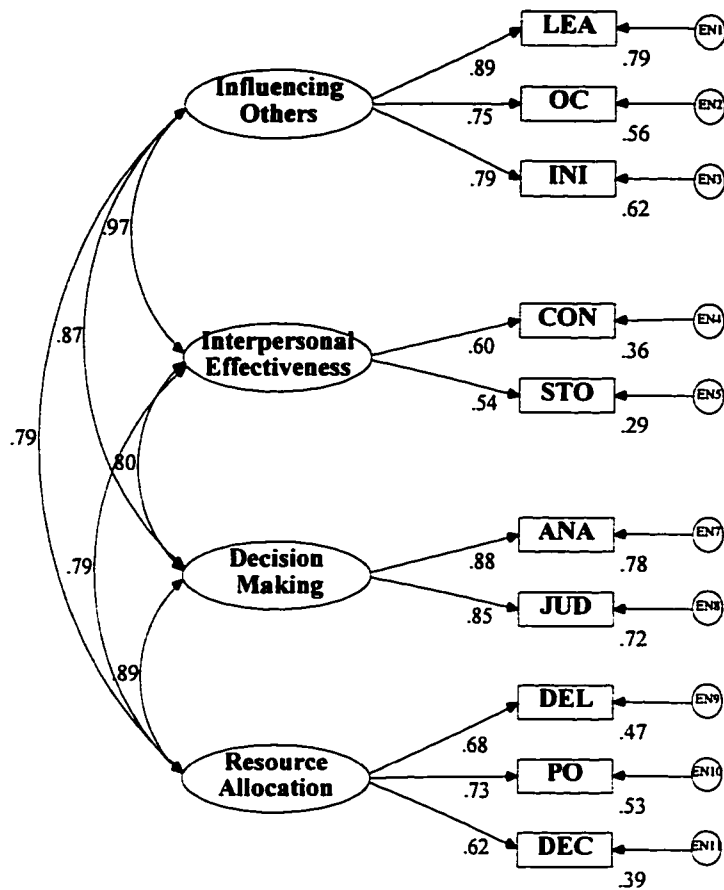 LEA
EN1
.89
.79
Influencing
Others
OC
EN2
.75
.56
INI
EN3
.79
.62
.97
Interpersonal
Effectiveness
CON
EN4
.60
.36
STO
EN5
.54
.29
.87
.79
.80
Decision
Making
ANA
EN7
.88
.78
JUD
EN8
.85
.72
.79
.89
Resource
Allocation
DEL
EN9
.68
.47
PO
EN10
.73
.53
DEC
EN11
.62
.39